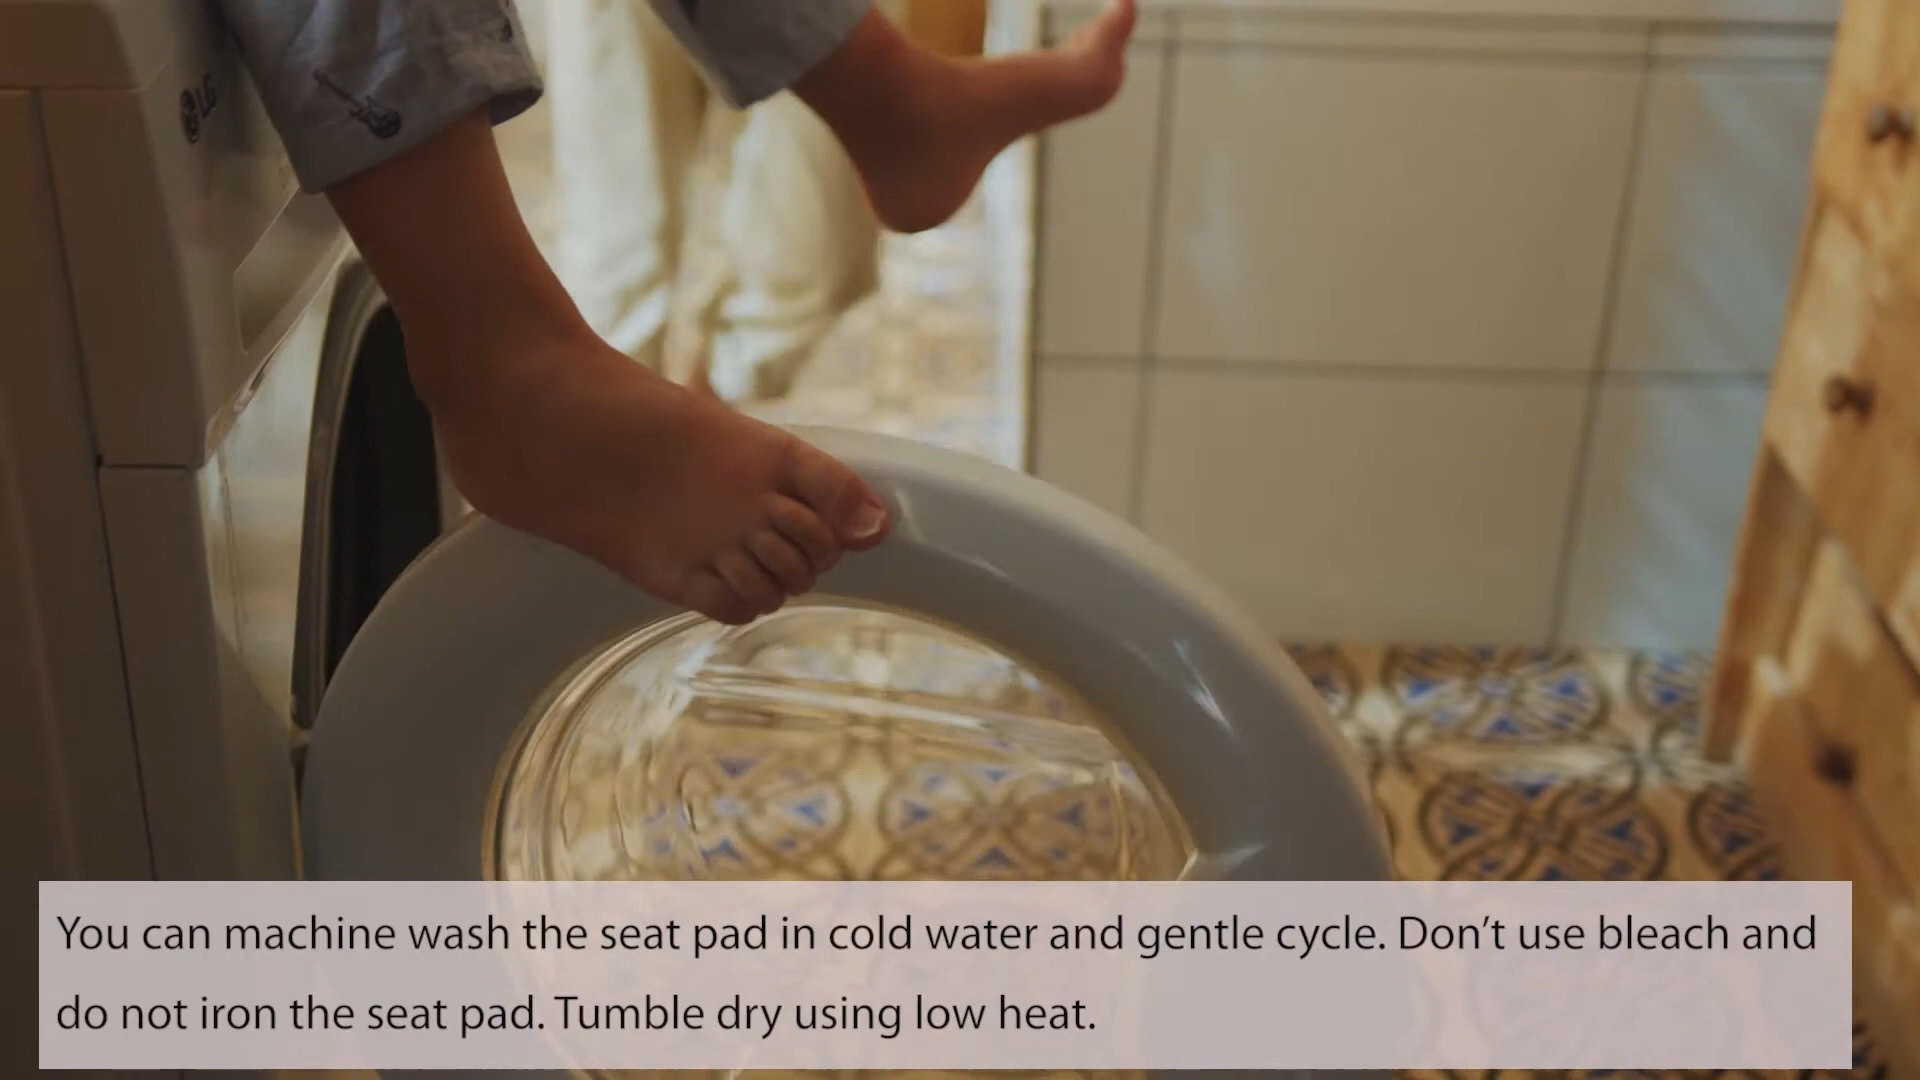 LG
You can machine wash the seat pad in cold water and gentle cycle. Don’t use bleach and
do not iron the seat pad. Tumble dry using low heat.